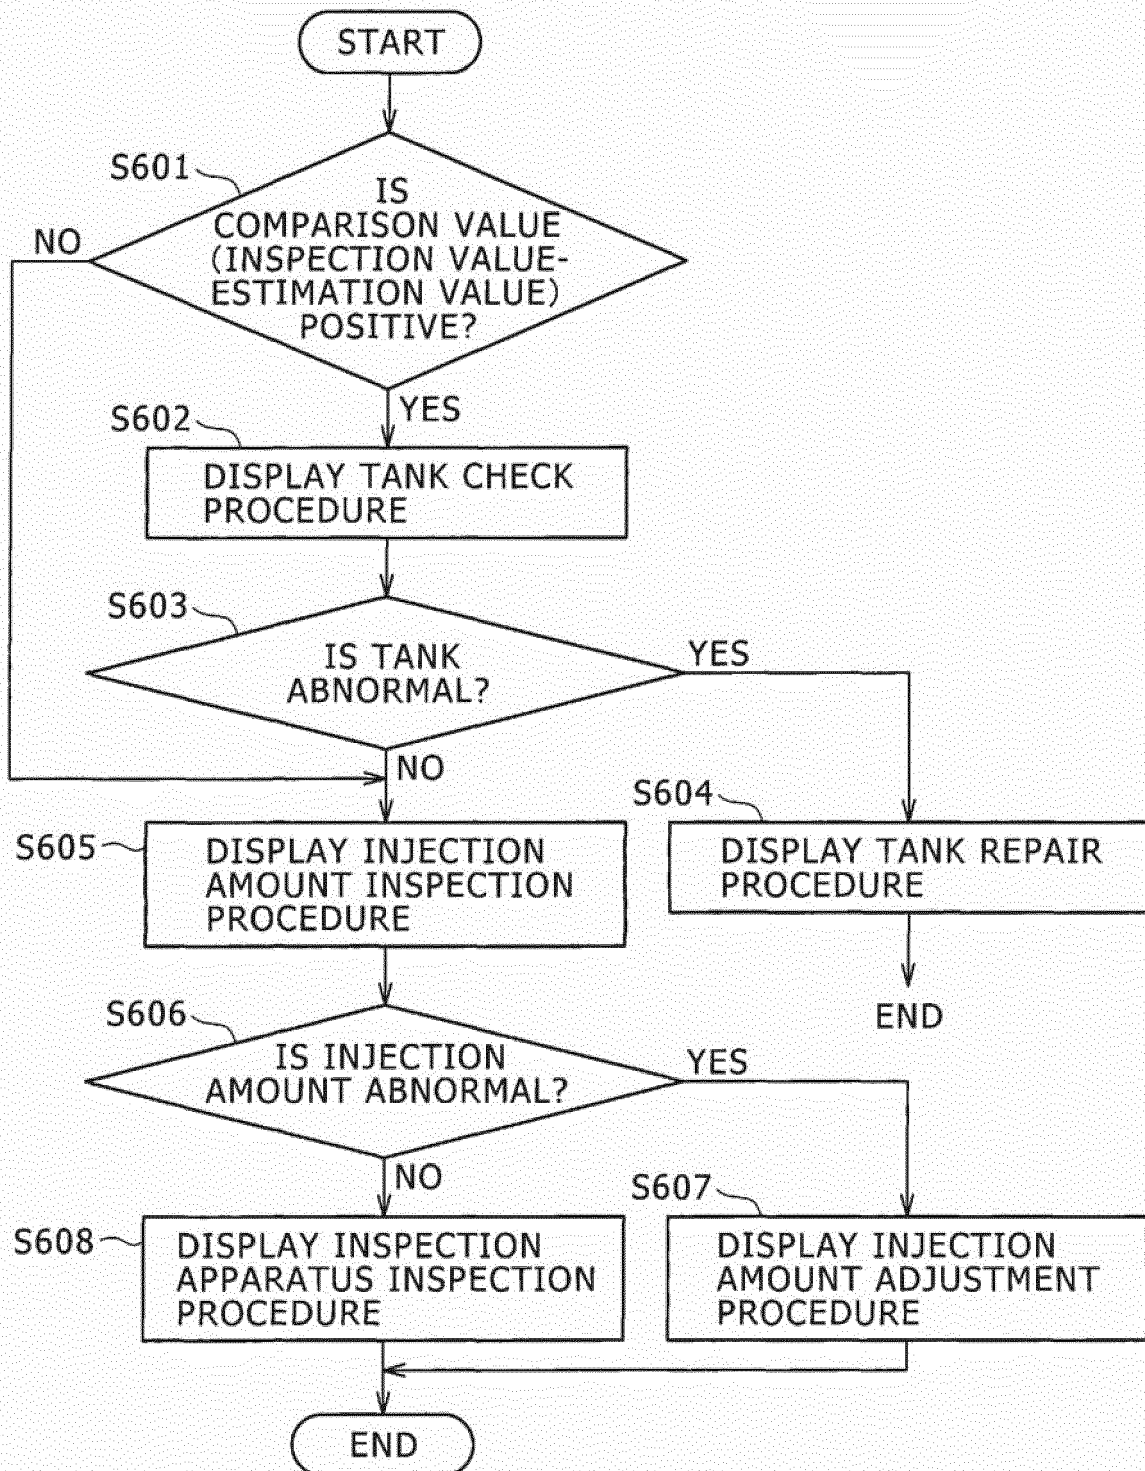 START
S601
IS
COMPARISON VALUE
(INSPECTION VALUE-
ESTIMATION VALUE)
POSITIVE?
NO
YES
S602
DISPLAY TANK CHECK
PROCEDURE
S603
IS TANK
ABNORMAL?
YES
NO
S604
DISPLAY TANK REPAIR
PROCEDURE
END
S605
DISPLAY INJECTION
AMOUNT INSPECTION
PROCEDURE
S606
IS INJECTION
AMOUNT ABNORMAL?
YES
NO
S607
DISPLAY INJECTION
AMOUNT ADJUSTMENT
PROCEDURE
S608
DISPLAY INSPECTION
APPARATUS INSPECTION
PROCEDURE
END